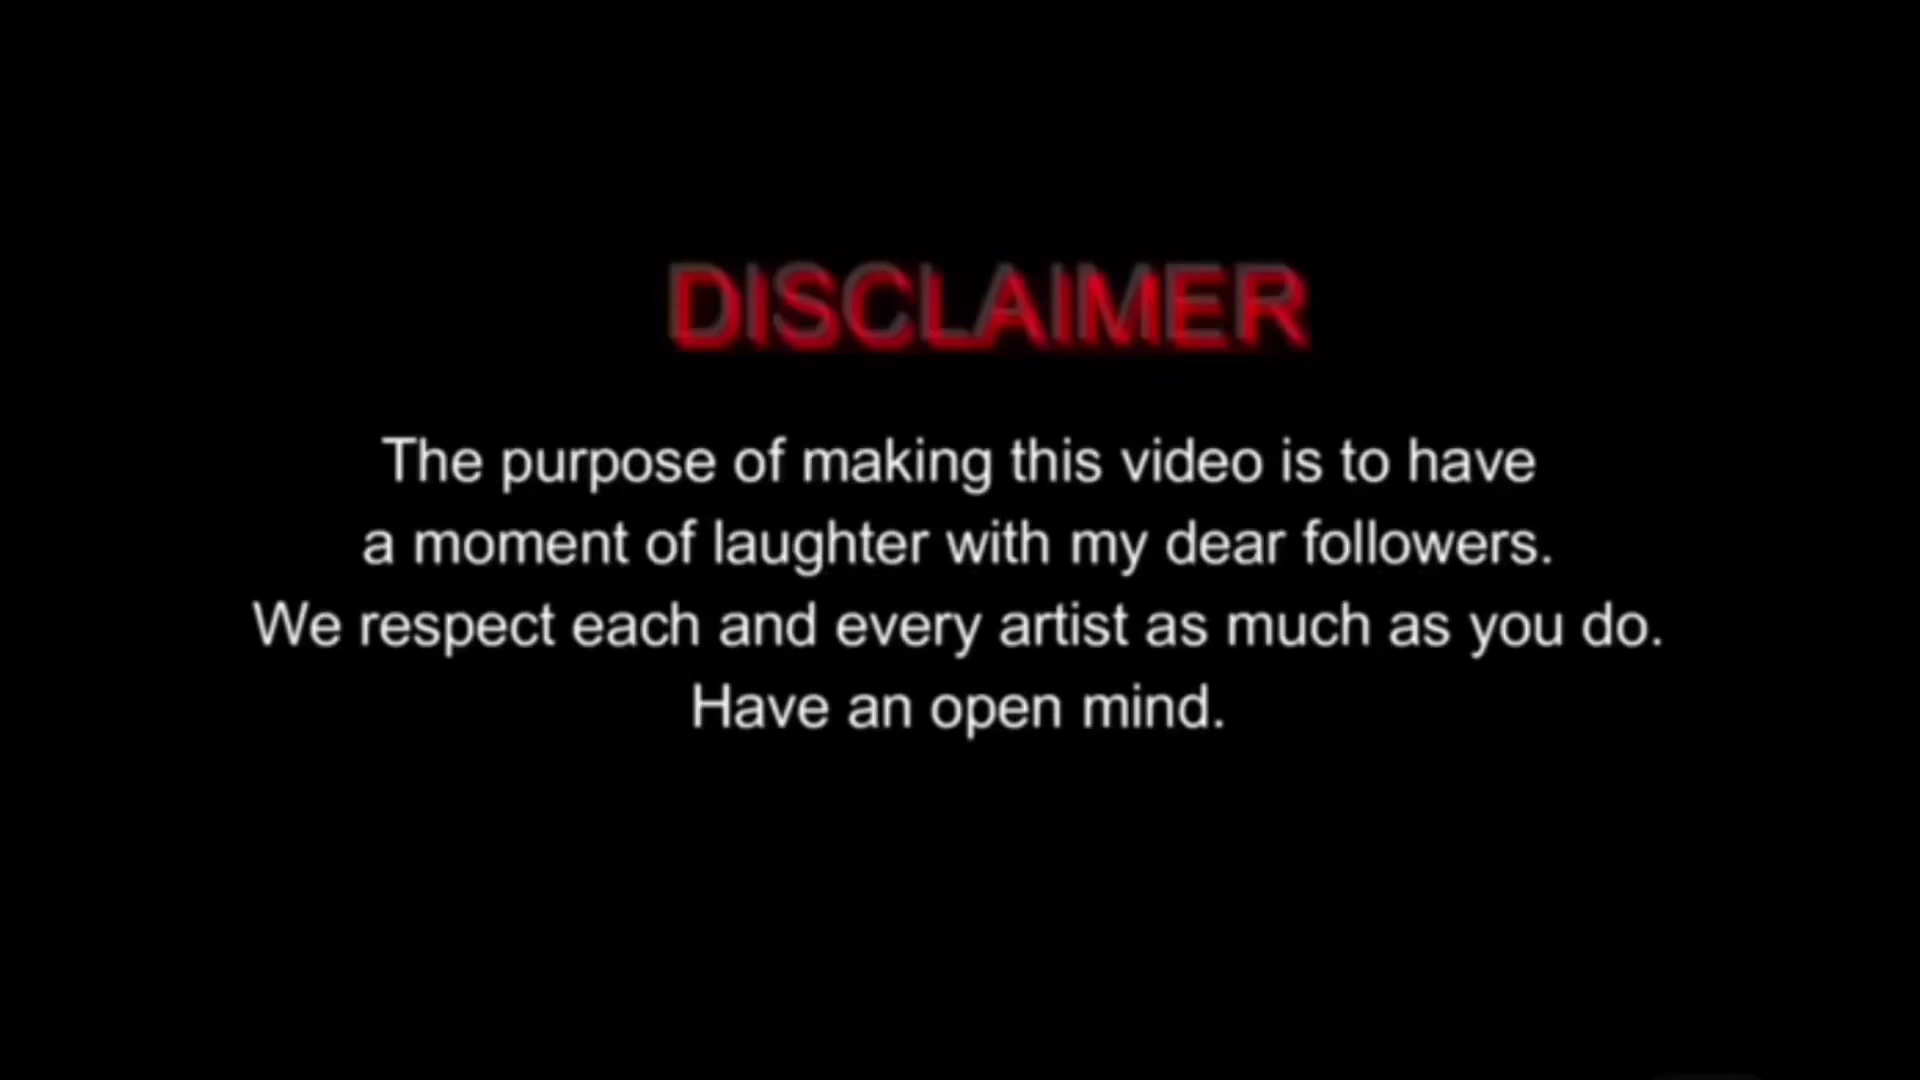 DISCLAIMER
The purpose of making this video is to have
a moment of laughter with my dear followers.
We respect each and every artist as much as you do.
Have an open mind.